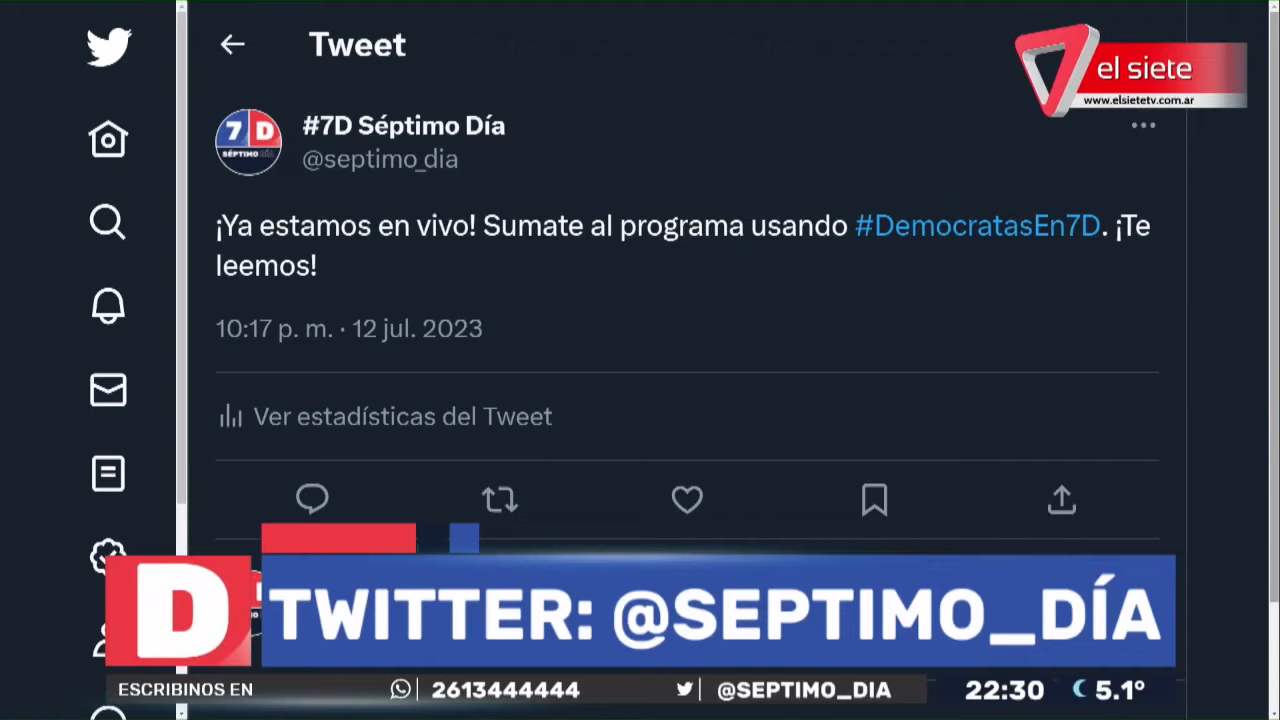 Tweet
el siete
www.elsietetv.com.ar
7 D
SÉPTIMO DÍA
#7D Séptimo Día
@septimo_dia
¡Ya estamos en vivo! Sumate al programa usando #DemocratasEn7D. ¡Te
leemos!
10:17 p. m. · 12 jul. 2023
Ver estadísticas del Tweet
D
TWITTER: @SEPTIMO_DÍA
ESCRIBINOS EN
2613444444
@SEPTIMO_DIA
22:30
5.1°